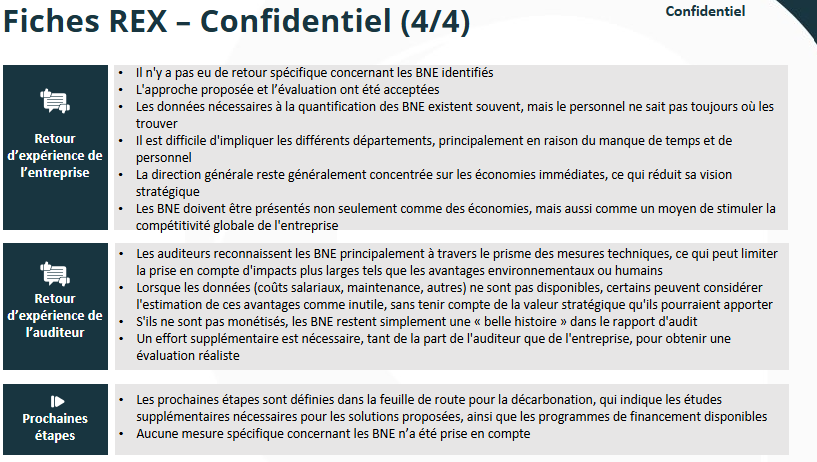 Fiches REX – Confidentiel (4/4)
Confidentiel
Retour
d'expérience de
l'entreprise
• Il n'y a pas eu de retour spécifique concernant les BNE identifiés
• L'approche proposée et l'évaluation ont été acceptées
• Les données nécessaires à la quantification des BNE existent souvent, mais le personnel ne sait pas toujours où les
trouver
• Il est difficile d'impliquer les différents départements, principalement en raison du manque de temps et de
personnel
• La direction générale reste généralement concentrée sur les économies immédiates, ce qui réduit sa vision
stratégique
• Les BNE doivent être présentés non seulement comme des économies, mais aussi comme un moyen de stimuler la
compétitivité globale de l'entreprise
Retour
d'expérience de
l'auditeur
• Les auditeurs reconnaissent les BNE principalement à travers le prisme des mesures techniques, ce qui peut limiter
la prise en compte d'impacts plus larges tels que les avantages environnementaux ou humains
• Lorsque les données (coûts salariaux, maintenance, autres) ne sont pas disponibles, certains peuvent considérer
l'estimation de ces avantages comme inutile, sans tenir compte de la valeur stratégique qu'ils pourraient apporter
• S'ils ne sont pas monétisés, les BNE restent simplement une « belle histoire » dans le rapport d'audit
• Un effort supplémentaire est nécessaire, tant de la part de l'auditeur que de l'entreprise, pour obtenir une
évaluation réaliste
Prochaines
étapes
• Les prochaines étapes sont définies dans la feuille de route pour la décarbonation, qui indique les études
supplémentaires nécessaires pour les solutions proposées, ainsi que les programmes de financement disponibles
• Aucune mesure spécifique concernant les BNE n'a été prise en compte